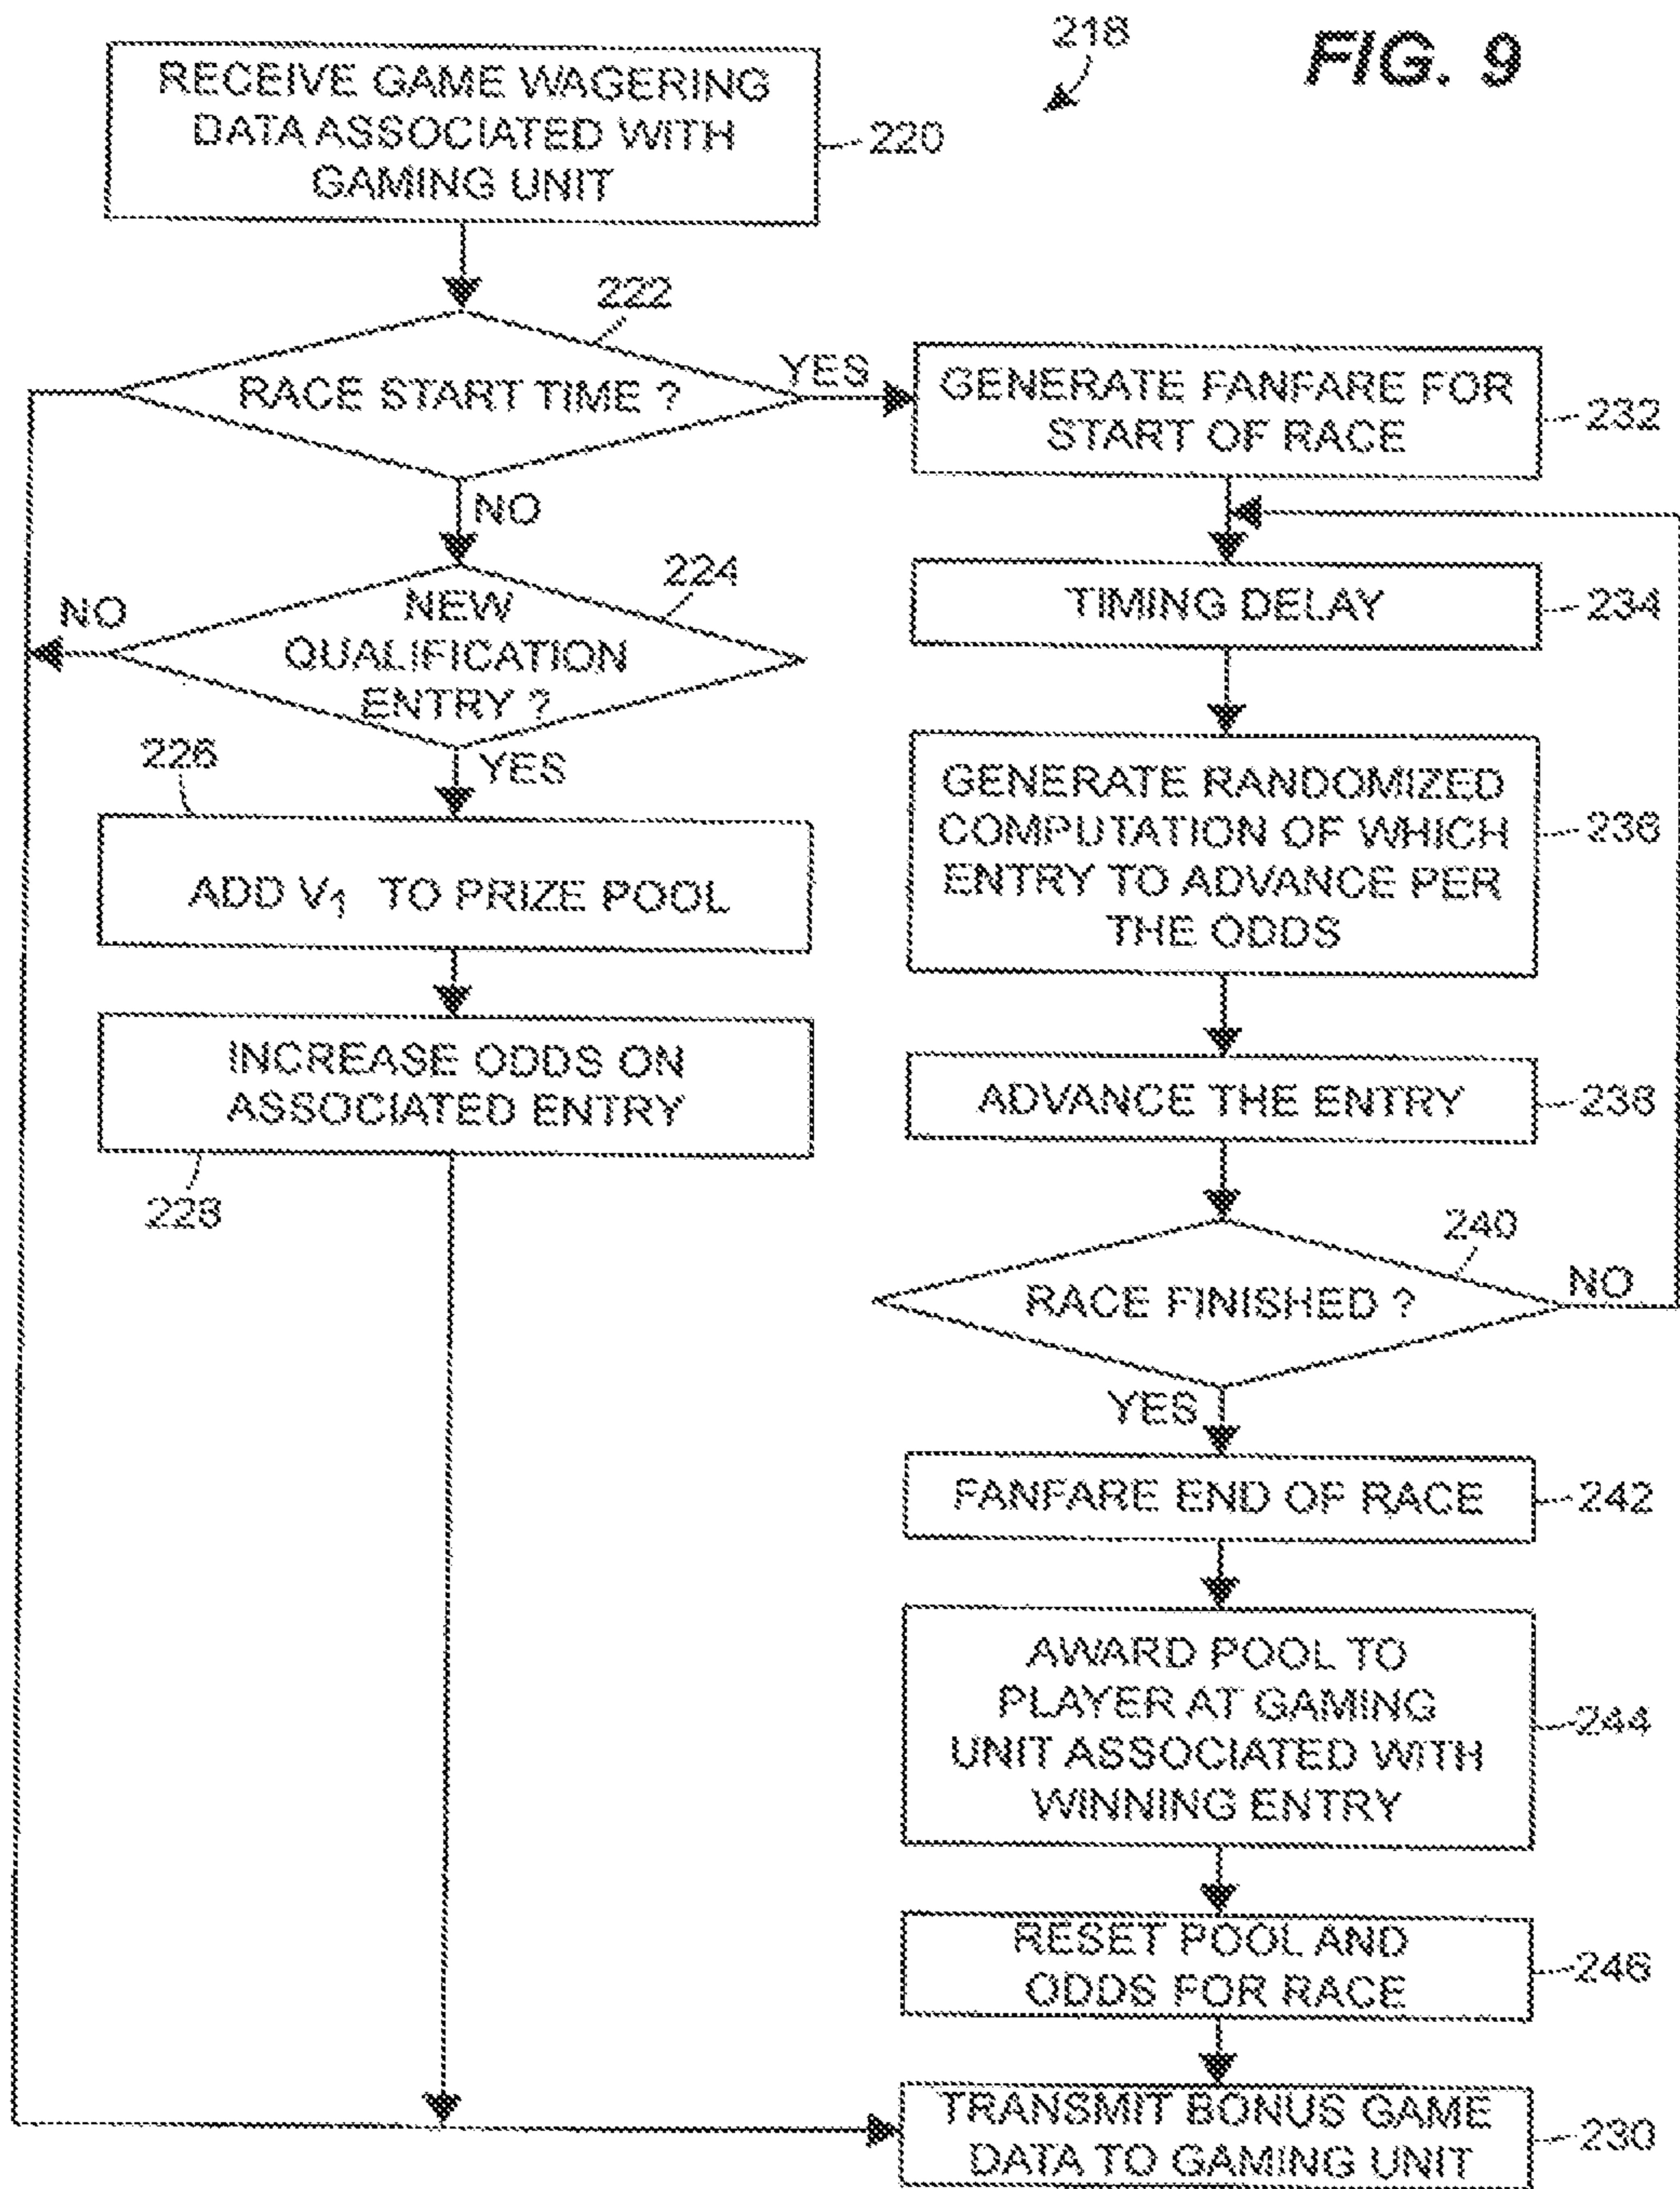 218
FIG. 9
RECEIVE GAME WAGERING
DATA ASSOCIATED WITH
GAMING UNIT
220
222
RACE START TIME ?
YES
NO
GENERATE FANFARE FOR
START OF RACE
232
224
NEW
QUALIFICATION
ENTRY ?
NO
YES
TIMING DELAY
234
226
ADD V1 TO PRIZE POOL
GENERATE RANDOMIZED
COMPUTATION OF WHICH
ENTRY TO ADVANCE PER
THE ODDS
236
INCREASE ODDS ON
ASSOCIATED ENTRY
228
ADVANCE THE ENTRY
238
240
RACE FINISHED ?
NO
YES
FANFARE END OF RACE
242
AWARD POOL TO
PLAYER AT GAMING
UNIT ASSOCIATED WITH
WINNING ENTRY
244
RESET POOL AND
ODDS FOR RACE
246
TRANSMIT BONUS GAME
DATA TO GAMING UNIT
230